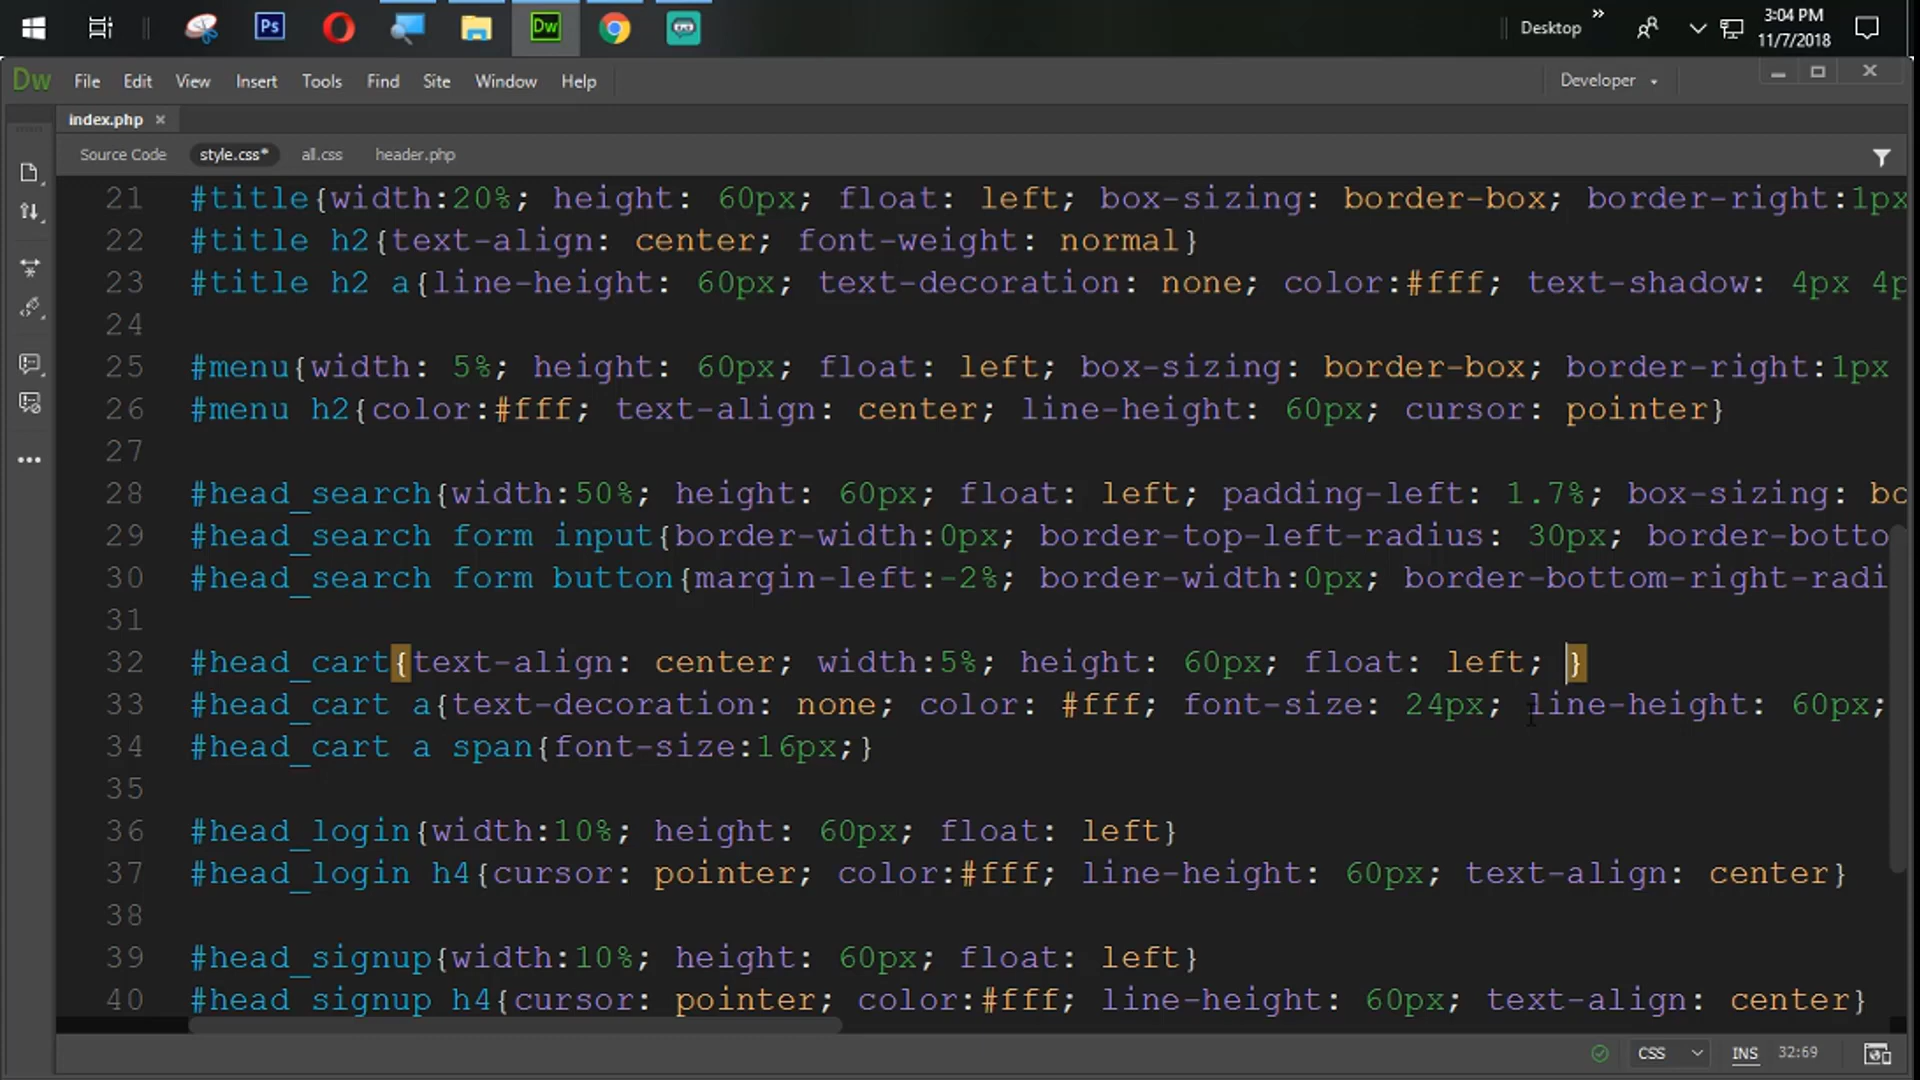 Ps
Dw
Desktop
»
3:04 PM
11/7/2018
Dw File Edit View Insert Tools Find Site Window Help
Developer
index.php
Source Code style.css* all.css header.php
21 #title{width:20%; height: 60px; float: left; box-sizing: border-box; border-right:1px
22 #title h2{text-align: center; font-weight: normal}
23 #title h2 a{line-height: 60px; text-decoration: none; color:#fff; text-shadow: 4px 4p
24
25 #menu{width: 5%; height: 60px; float: left; box-sizing: border-box; border-right:1px
26 #menu h2{color:#fff; text-align: center; line-height: 60px; cursor: pointer}
27
28 #head_search{width:50%; height: 60px; float: left; padding-left: 1.7%; box-sizing: bo
29 #head_search form input{border-width:0px; border-top-left-radius: 30px; border-botto
30 #head_search form button{margin-left:-2%; border-width:0px; border-bottom-right-radi
31
32 #head_cart{text-align: center; width:5%; height: 60px; float: left; }
33 #head_cart a{text-decoration: none; color: #fff; font-size: 24px; line-height: 60px;
34 #head_cart a span{font-size:16px;}
35
36 #head_login{width:10%; height: 60px; float: left}
37 #head_login h4{cursor: pointer; color:#fff; line-height: 60px; text-align: center}
38
39 #head_signup{width:10%; height: 60px; float: left}
40 #head_signup h4{cursor: pointer; color:#fff; line-height: 60px; text-align: center}
CSS INS 32:69